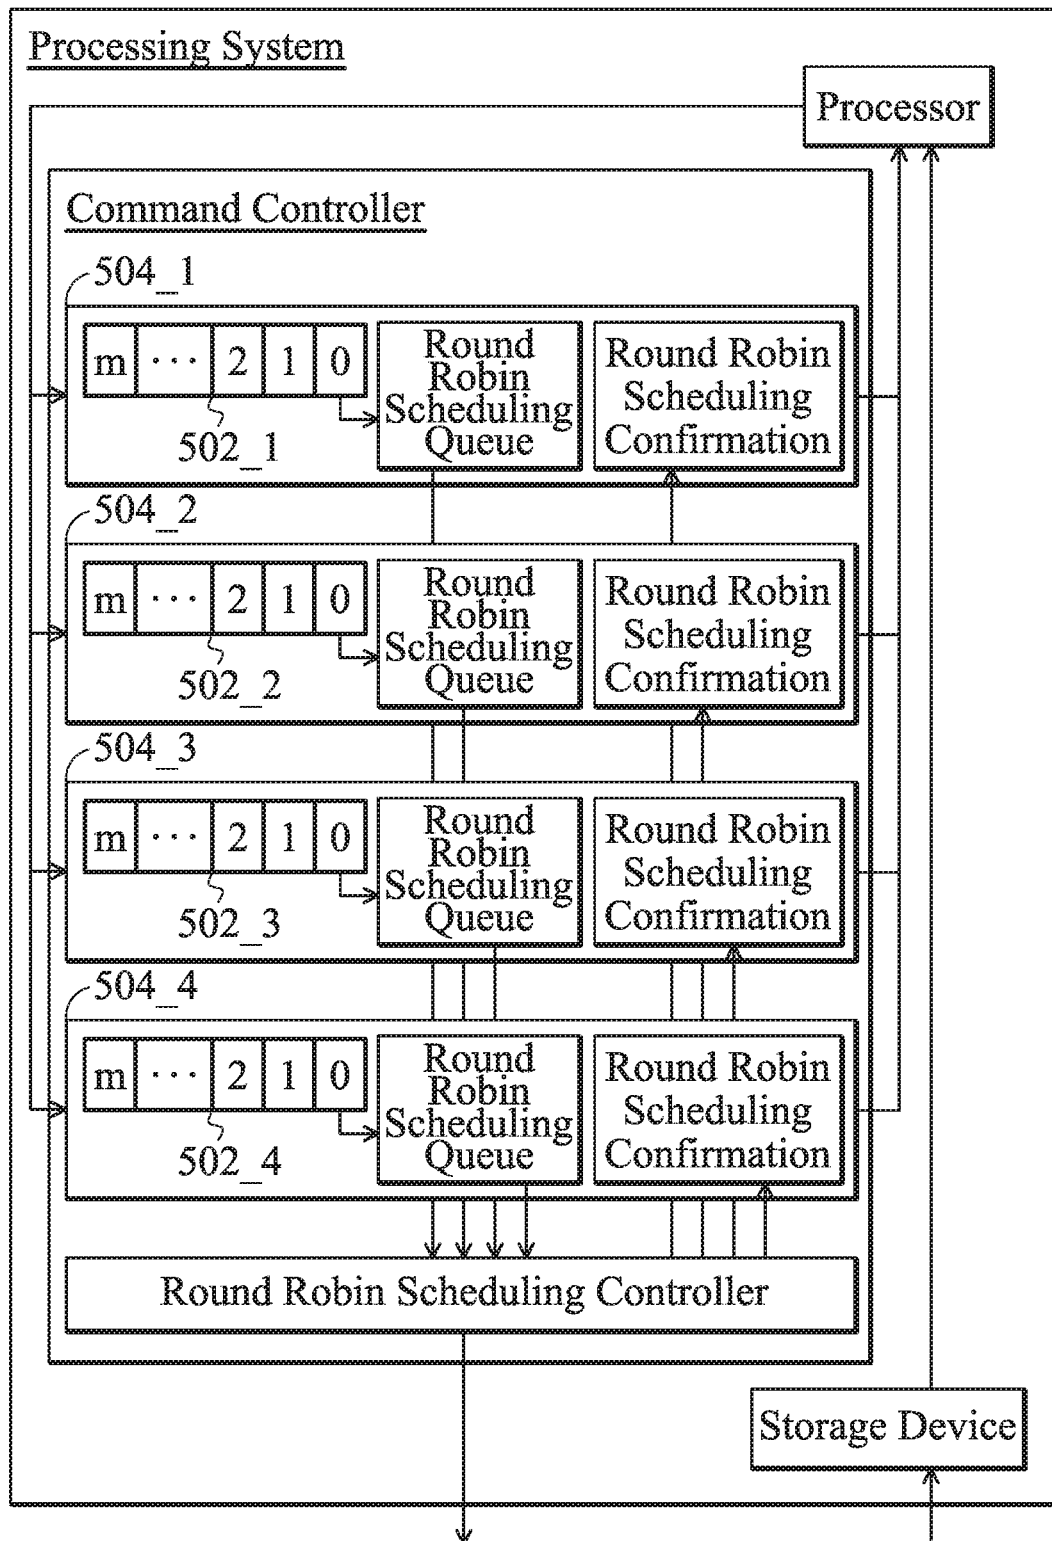 Processing System
Processor
Command Controller
504_1
m ... 2 1 0
502_1
Round
Robin
Scheduling
Queue
Round Robin
Scheduling
Confirmation
504_2
m ... 2 1 0
502_2
Round
Robin
Scheduling
Queue
Round Robin
Scheduling
Confirmation
504_3
m ... 2 1 0
502_3
Round
Robin
Scheduling
Queue
Round Robin
Scheduling
Confirmation
504_4
m ... 2 1 0
502_4
Round
Robin
Scheduling
Queue
Round Robin
Scheduling
Confirmation
Round Robin Scheduling Controller
Storage Device